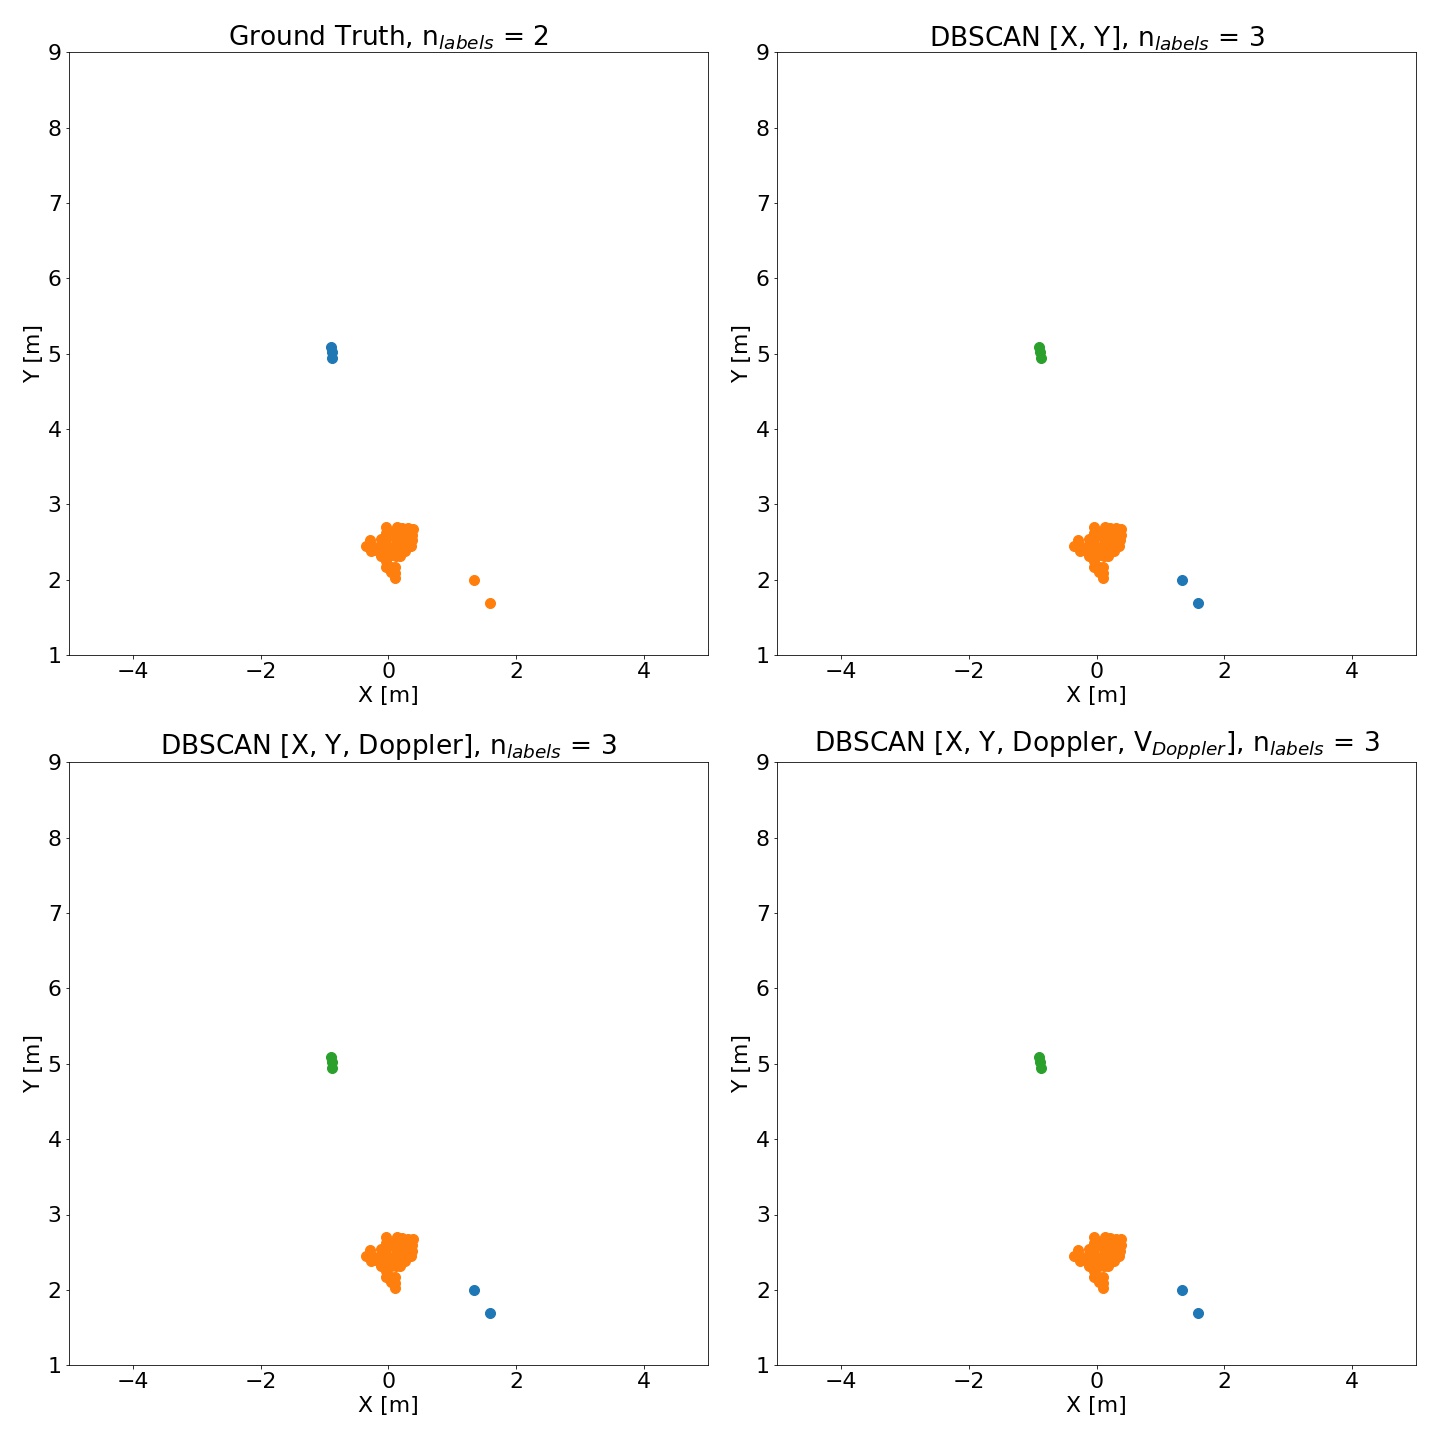 Ground Truth, n_labels = 2
9
8
7
6
5
4
3
2
1
Y [m]
−4 −2 0 2 4
X [m]
DBSCAN [X, Y], n_labels = 3
9
8
7
6
5
4
3
2
1
Y [m]
−4 −2 0 2 4
X [m]
DBSCAN [X, Y, Doppler], n_labels = 3
9
8
7
6
5
4
3
2
1
Y [m]
−4 −2 0 2 4
X [m]
DBSCAN [X, Y, Doppler, V_Doppler], n_labels = 3
9
8
7
6
5
4
3
2
1
Y [m]
−4 −2 0 2 4
X [m]